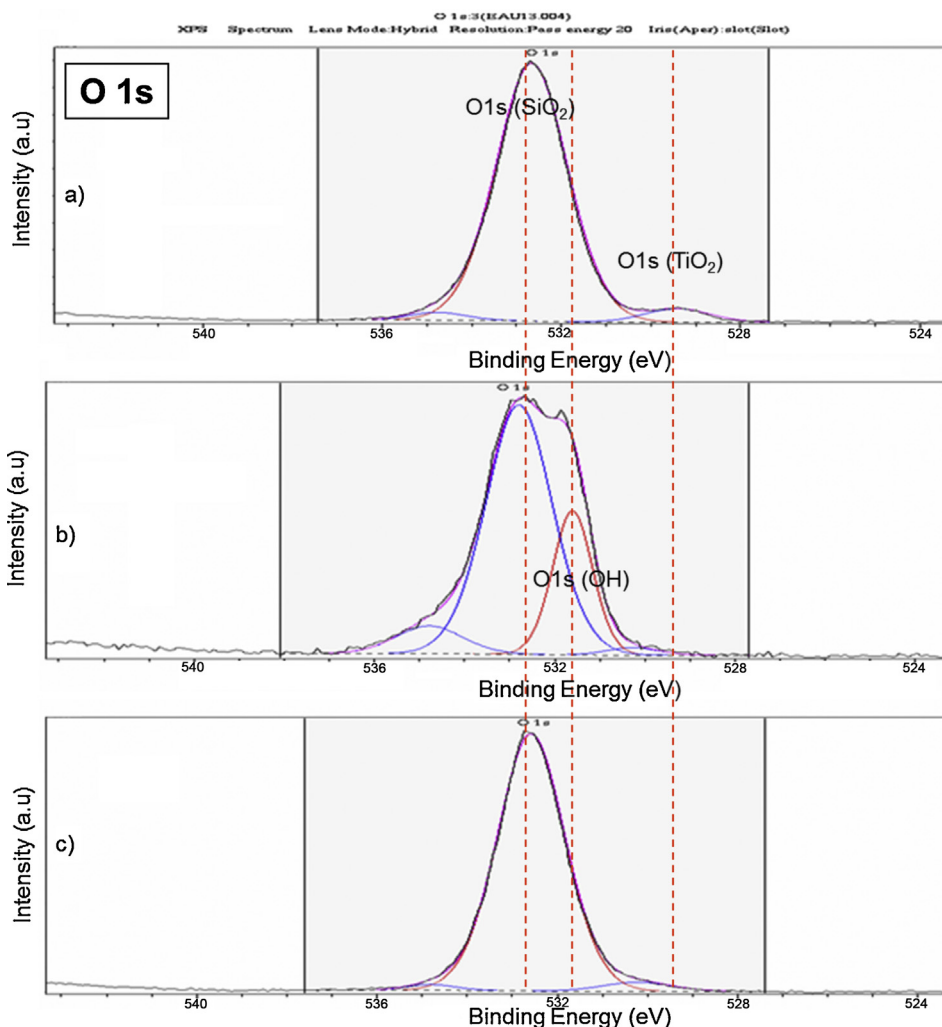 O 1s:3(EAU13.004)
XPS Spectrum Lens Mode:Hybrid Resolution:Pass energy 20 Iris(Aper):slot(Slot)
O 1s
O 1s
O1s (SiO₂)
a)
O1s (TiO₂)
Intensity (a.u)
540 536 532 528 524
Binding Energy (eV)
O 1s
b)
O1s (OH)
Intensity (a.u)
540 536 532 528 524
Binding Energy (eV)
O 1s
c)
Intensity (a.u)
540 536 532 528 524
Binding Energy (eV)